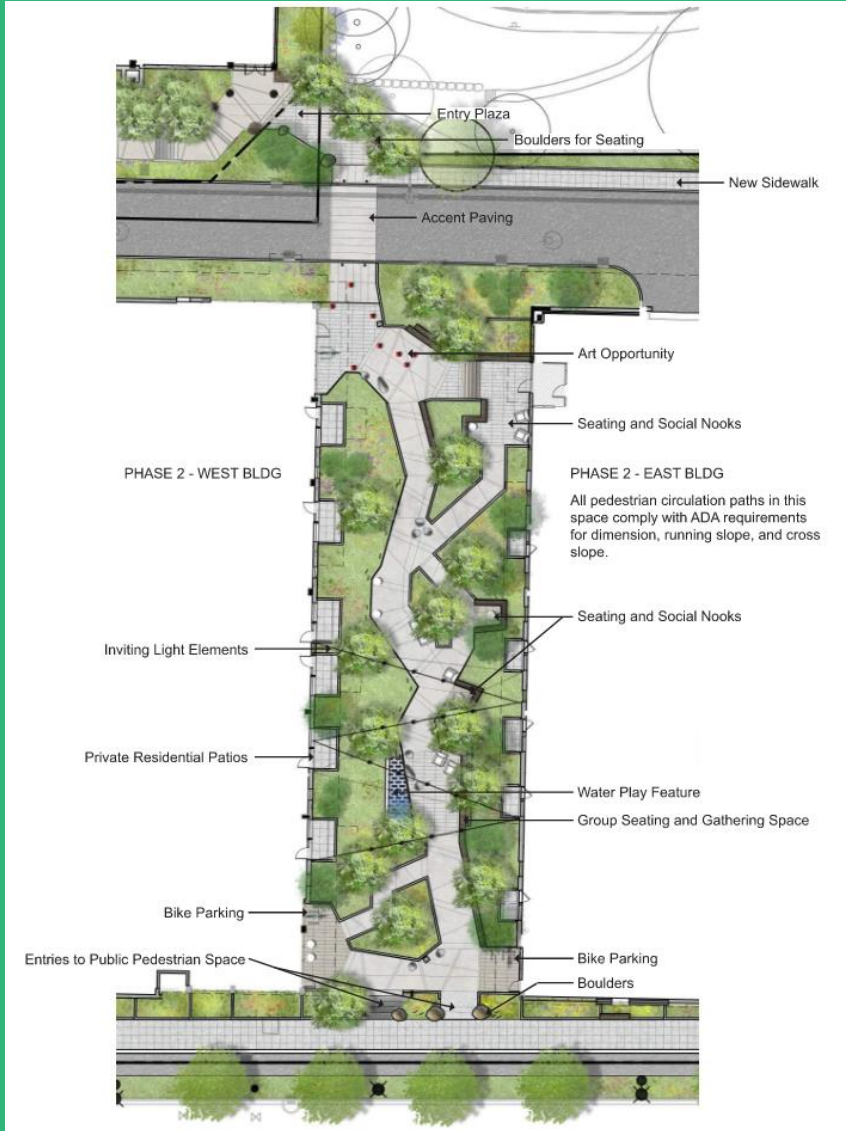 Entry Plaza
Boulders for Seating
New Sidewalk
Accent Paving
Art Opportunity
Seating and Social Nooks
PHASE 2 - WEST BLDG
PHASE 2 - EAST BLDG
All pedestrian circulation paths in this
space comply with ADA requirements
for dimension, running slope, and cross
slope.
Seating and Social Nooks
Inviting Light Elements
Private Residential Patios
Water Play Feature
Group Seating and Gathering Space
Bike Parking
Entries to Public Pedestrian Space
Bike Parking
Boulders